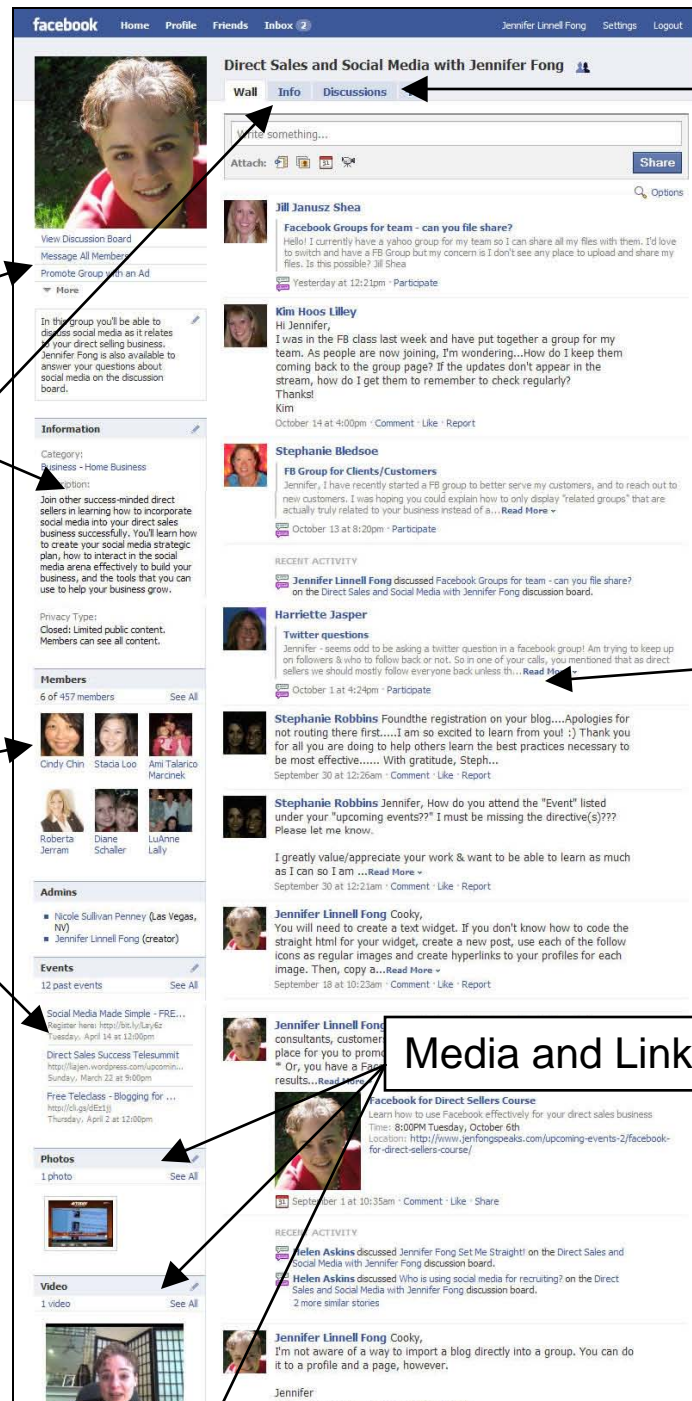 facebook Home Profile Friends Inbox 2 Jennifer Linnell Fong Settings Logout
Direct Sales and Social Media with Jennifer Fong
Wall Info Discussions
Write something...
Attach: 31 Share
Options
View Discussion Board
Message All Members
Promote Group with an Ad
More
In this group you'll be able to
discuss social media as it relates
to your direct selling business.
Jennifer Fong is also available to
answer your questions about
social media on the discussion
board.
Information
Category:
Business - Home Business
Description:
Join other success-minded direct
sellers in learning how to incorporate
social media into your direct sales
business successfully. You'll learn how
to create your social media strategic
plan, how to interact in the social
media arena effectively to build your
business, and the tools that you can
use to help your business grow.
Privacy Type:
Closed: Limited public content.
Members can see all content.
Members
6 of 457 members See All
Cindy Chin Stacia Loo Ami Talarico
Marcinek
Roberta Diane LuAnne
Jerram Schaller Lally
Admins
Nicole Sullivan Penney (Las Vegas,
NV)
Jennifer Linnell Fong (creator)
Events
12 past events See All
Social Media Made Simple - FRE...
Register here: http://bit.ly/Lzy6z
Tuesday, April 14 at 12:00pm
Direct Sales Success Telesummit
http://liajen.wordpress.com/upcomin...
Sunday, March 22 at 9:00pm
Free Teleclass - Blogging for ...
http://cli.gs/dEz1jj
Thursday, April 2 at 12:00pm
Photos
1 photo See All
Video
1 video See All
Jill Janusz Shea
Facebook Groups for team - can you file share?
Hello! I currently have a yahoo group for my team so I can share all my files with them. I'd love
to switch and have a FB Group but my concern is I don't see any place to upload and share my
files. Is this possible? Jill Shea
Yesterday at 12:21pm · Participate
Kim Hoos Lilley
Hi Jennifer,
I was in the FB class last week and have put together a group for my
team. As people are now joining, I'm wondering...How do I keep them
coming back to the group page? If the updates don't appear in the
stream, how do I get them to remember to check regularly?
Thanks!
Kim
October 14 at 4:00pm · Comment · Like · Report
Stephanie Bledsoe
FB Group for Clients/Customers
Jennifer, I have recently started a FB group to better serve my customers, and to reach out to
new customers. I was hoping you could explain how to only display "related groups" that are
actually truly related to your business instead of a...Read More
October 13 at 8:20pm · Participate
RECENT ACTIVITY
Jennifer Linnell Fong discussed Facebook Groups for team - can you file share?
on the Direct Sales and Social Media with Jennifer Fong discussion board.
Harriette Jasper
Twitter questions
Jennifer - seems odd to be asking a twitter question in a facebook group! Am trying to keep up
on followers & who to follow back or not. So in one of your calls, you mentioned that as direct
sellers we should mostly follow everyone back unless th...Read More
October 1 at 4:24pm · Participate
Stephanie Robbins Foundthe registration on your blog....Apologies for
not routing there first.....I am so excited to learn from you! :) Thank you
for all you are doing to help others learn the best practices necessary to
be most effective...... With gratitude, Steph...
September 30 at 12:26am · Comment · Like · Report
Stephanie Robbins Jennifer, How do you attend the "Event" listed
under your "upcoming events??" I must be missing the directive(s)???
Please let me know.
I greatly value/appreciate your work & want to be able to learn as much
as I can so I am ...Read More
September 30 at 12:21am · Comment · Like · Report
Jennifer Linnell Fong Cooky,
You will need to create a text widget. If you don't know how to code the
straight html for your widget, create a new post, use each of the follow
icons as regular images and create hyperlinks to your profiles for each
image. Then, copy a...Read More
September 18 at 10:23am · Comment · Like · Report
Jennifer Linnell Fong
consultants, customer
place for you to promo
* Or, you have a Fac
results...Read More
Media and Link
Facebook for Direct Sellers Course
Learn how to use Facebook effectively for your direct sales business
Time: 8:00PM Tuesday, October 6th
Location: http://www.jenfongspeaks.com/upcoming-events-2/facebook-
for-direct-sellers-course/
31 September 1 at 10:35am · Comment · Like · Share
RECENT ACTIVITY
Helen Askins discussed Jennifer Fong Set Me Straight! on the Direct Sales and
Social Media with Jennifer Fong discussion board.
Helen Askins discussed Who is using social media for recruiting? on the Direct
Sales and Social Media with Jennifer Fong discussion board.
2 more similar stories
Jennifer Linnell Fong Cooky,
I'm not aware of a way to import a blog directly into a group. You can do
it to a profile and a page, however.
Jennifer